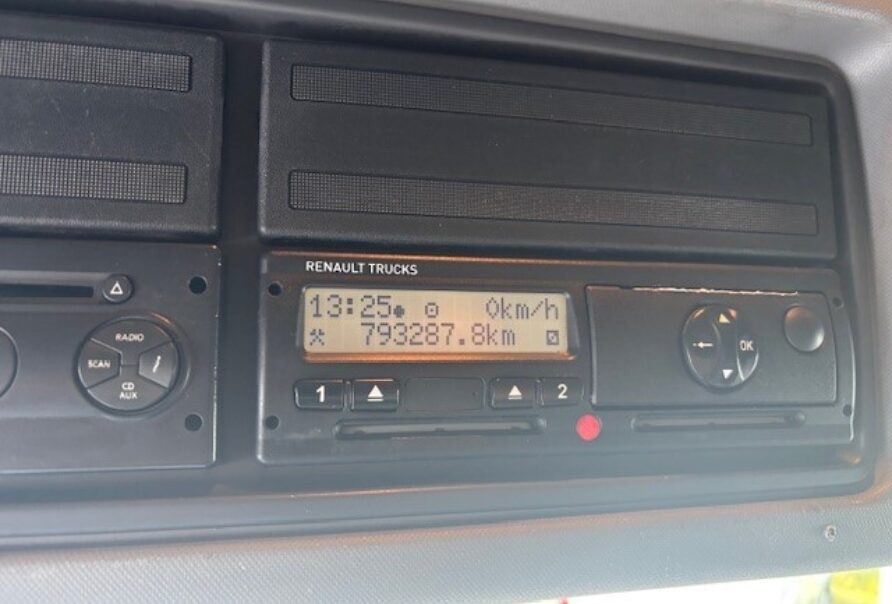 RENAULT TRUCKS
13:25 0km/h
793287.8km
1 2
OK
RADIO
SCAN
CD
AUX